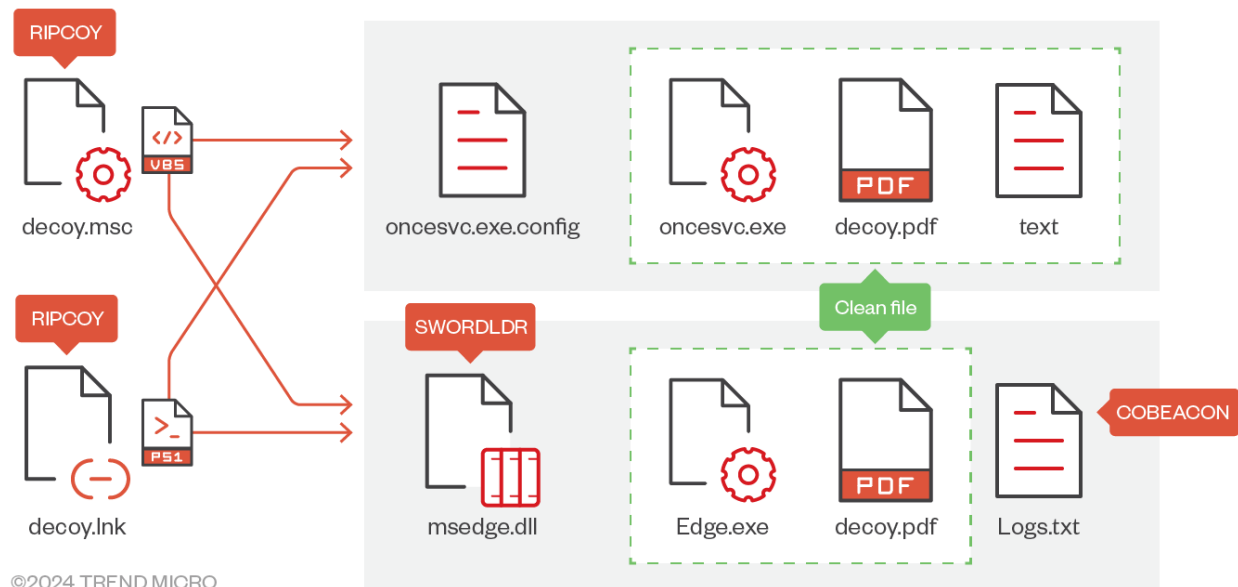 RIPCOY
VBS
decoy.msc
oncesvc.exe.config
oncesvc.exe
PDF
decoy.pdf
text
Clean file
RIPCOY
PS1
decoy.lnk
SWORDLDR
msedge.dll
Edge.exe
PDF
decoy.pdf
Logs.txt
COBEACON
©2024 TREND MICRO